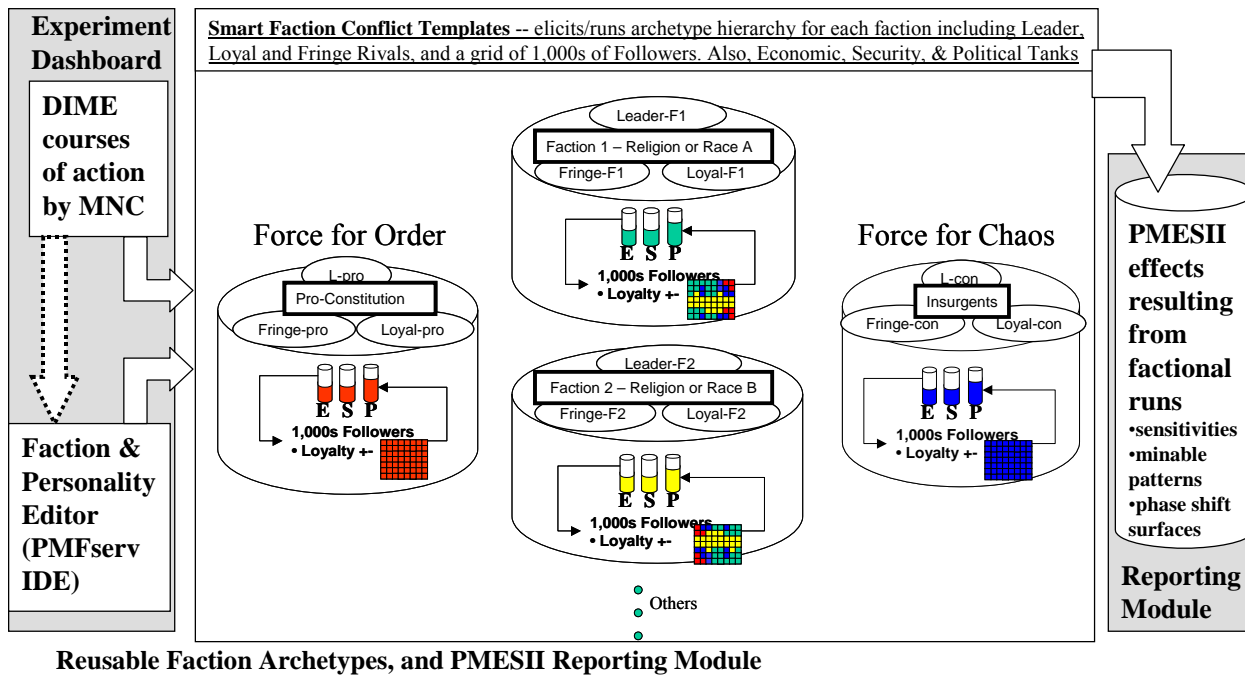 Experiment
Dashboard
DIME
courses
of action
by MNC
Faction &
Personality
Editor
(PMFserv
IDE)
Smart Faction Conflict Templates -- elicits/runs archetype hierarchy for each faction including Leader,
Loyal and Fringe Rivals, and a grid of 1,000s of Followers. Also, Economic, Security, & Political Tanks
Force for Order
L-pro
Pro-Constitution
Fringe-pro
Loyal-pro
E S P
1,000s Followers
• Loyalty +-
Leader-F1
Faction 1 – Religion or Race A
Fringe-F1
Loyal-F1
E S P
1,000s Followers
• Loyalty +-
Leader-F2
Faction 2 – Religion or Race B
Fringe-F2
Loyal-F2
E S P
1,000s Followers
• Loyalty +-
Others
Force for Chaos
L-con
Insurgents
Fringe-con
Loyal-con
E S P
1,000s Followers
• Loyalty +-
PMESII
effects
resulting
from
factional
runs
•sensitivities
•minable
patterns
•phase shift
surfaces
Reporting
Module
Reusable Faction Archetypes, and PMESII Reporting Module